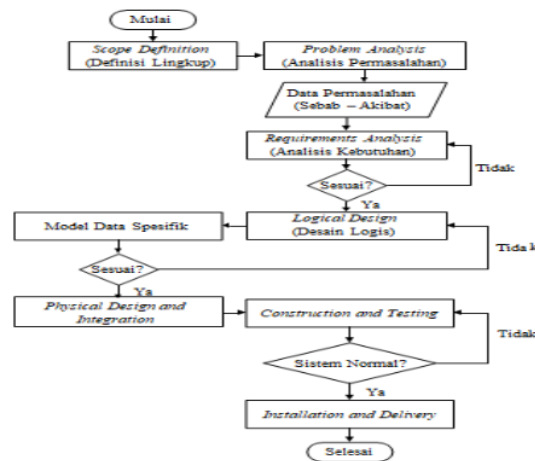 Mulai
Scope Definition
(Definisi Lingkup)
Problem Analysis
(Analisis Permasalahan)
Data Permasalahan
(Sebab – Akibat)
Requirements Analysis
(Analisis Kebutuhan)
Tidak
Sesuai?
Ya
Logical Design
(Desain Logis)
Model Data Spesifik
Tidak
Sesuai?
Ya
Physical Design and
Integration
Construction and Testing
Tidak
Sistem Normal?
Ya
Installation and Delivery
Selesai